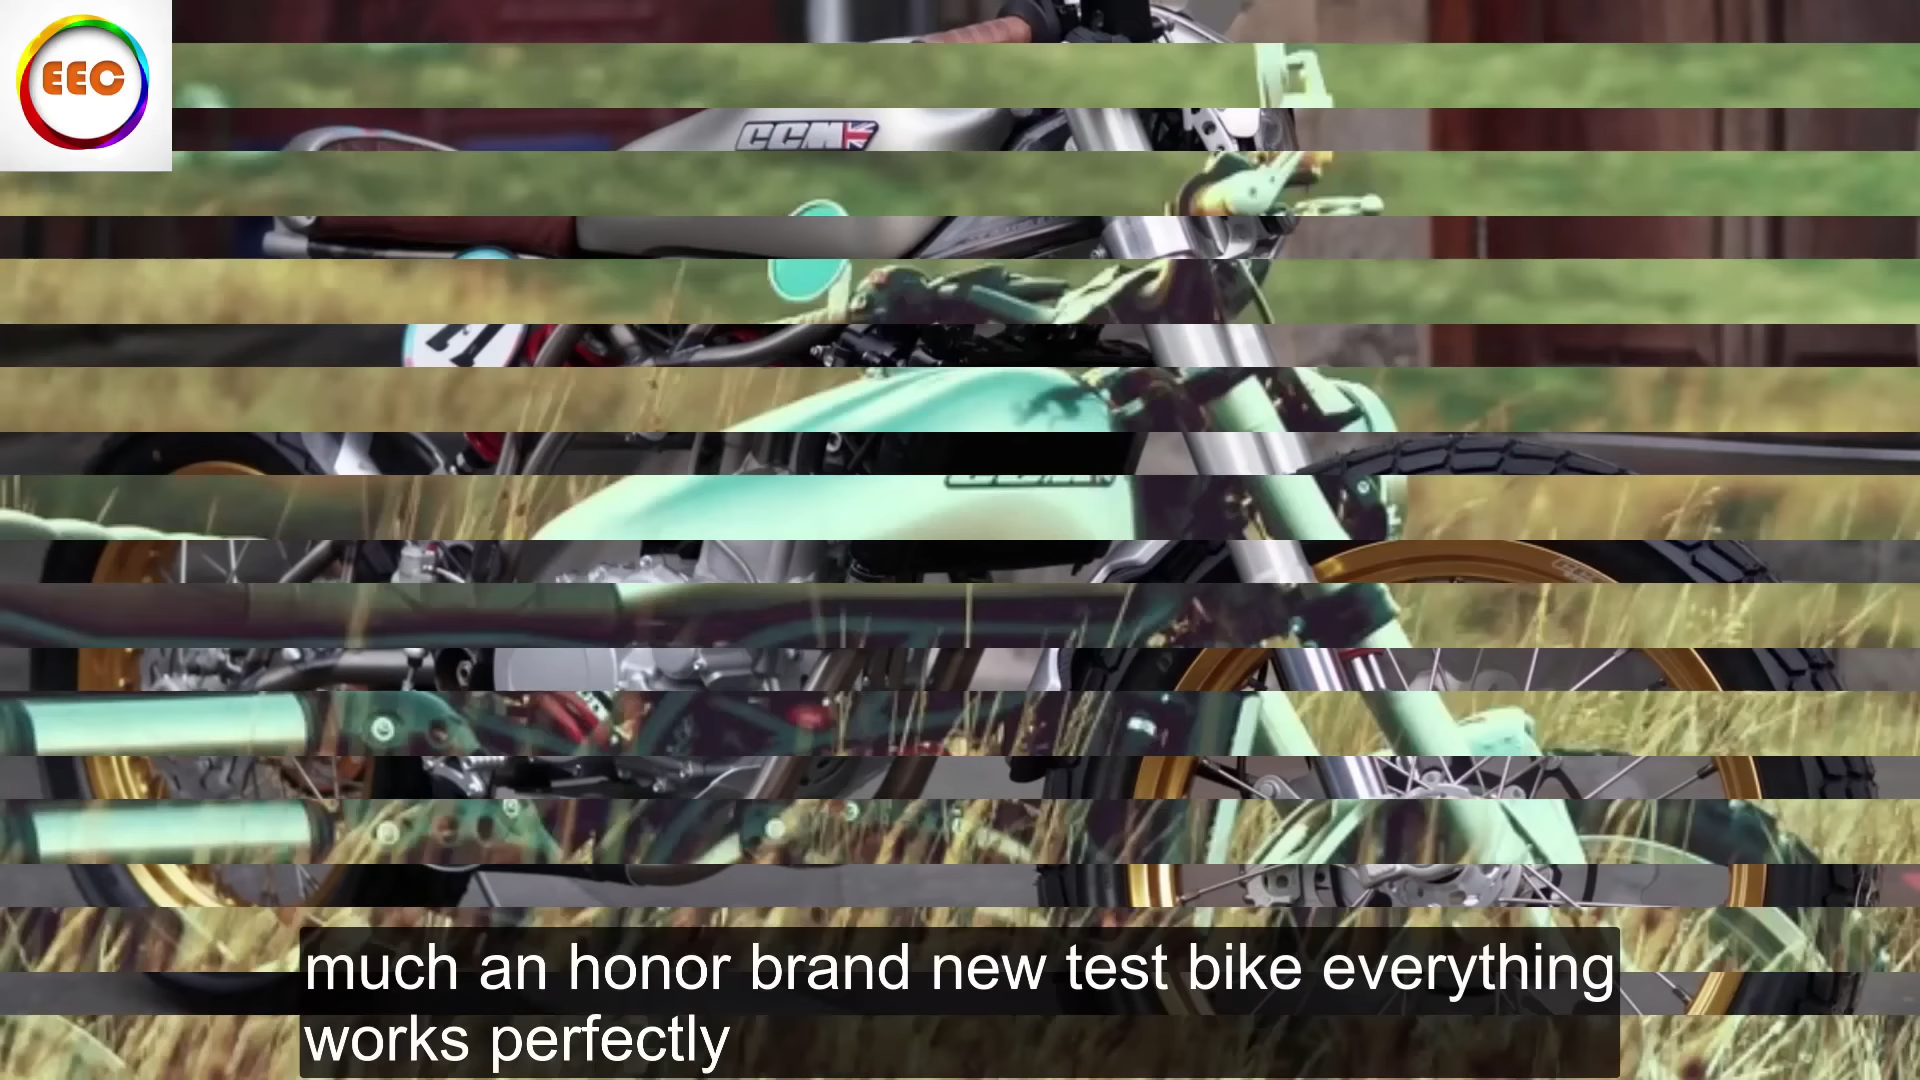 EEC
CCM
much an honor brand new test bike everything
works perfectly